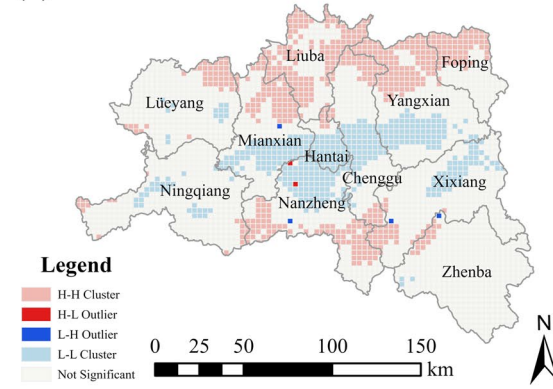 Liuba
Foping
Lüeyang
Yangxian
Mianxian
Hantai
Chenggu
Xixiang
Ningqiang
Nanzheng
Zhenba
Legend
H-H Cluster
H-L Outlier
L-H Outlier
L-L Cluster
Not Significant
0 25 50 100 150
km
N